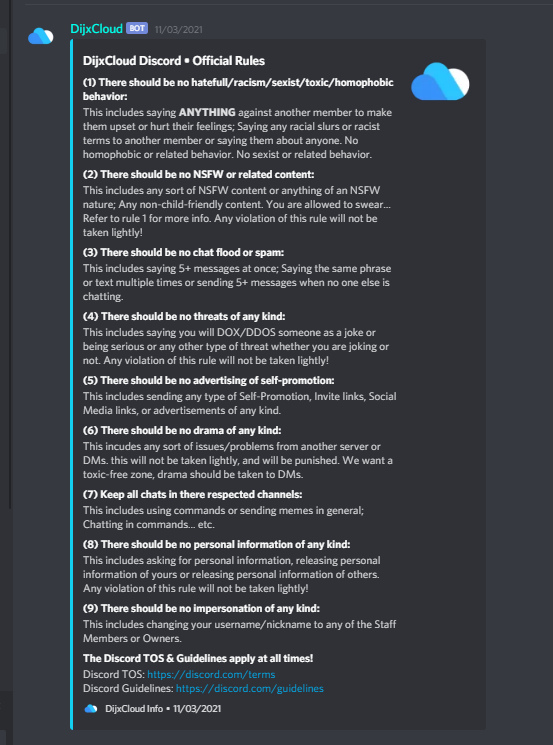 DijxCloud BOT 11/03/2021
DijxCloud Discord • Official Rules
(1) There should be no hatefull/racism/sexist/toxic/homophobic
behavior:
This includes saying ANYTHING against another member to make
them upset or hurt their feelings; Saying any racial slurs or racist
terms to another member or saying them about anyone. No
homophobic or related behavior. No sexist or related behavior.
(2) There should be no NSFW or related content:
This includes any sort of NSFW content or anything of an NSFW
nature; Any non-child-friendly content. You are allowed to swear...
Refer to rule 1 for more info. Any violation of this rule will not be
taken lightly!
(3) There should be no chat flood or spam:
This includes saying 5+ messages at once; Saying the same phrase
or text multiple times or sending 5+ messages when no one else is
chatting.
(4) There should be no threats of any kind:
This includes saying you will DOX/DDOS someone as a joke or
being serious or any other type of threat whether you are joking or
not. Any violation of this rule will not be taken lightly!
(5) There should be no advertising of self-promotion:
This includes sending any type of Self-Promotion, Invite links, Social
Media links, or advertisements of any kind.
(6) There should be no drama of any kind:
This incudes any sort of issues/problems from another server or
DMs. this will not be taken lightly, and will be punished. We want a
toxic-free zone, drama should be taken to DMs.
(7) Keep all chats in there respected channels:
This includes using commands or sending memes in general;
Chatting in commands... etc.
(8) There should be no personal information of any kind:
This includes asking for personal information, releasing personal
information of yours or releasing personal information of others.
Any violation of this rule will not be taken lightly!
(9) There should be no impersonation of any kind:
This includes changing your username/nickname to any of the Staff
Members or Owners.
The Discord TOS & Guidelines apply at all times!
Discord TOS: https://discord.com/terms
Discord Guidelines: https://discord.com/guidelines
DijxCloud Info • 11/03/2021